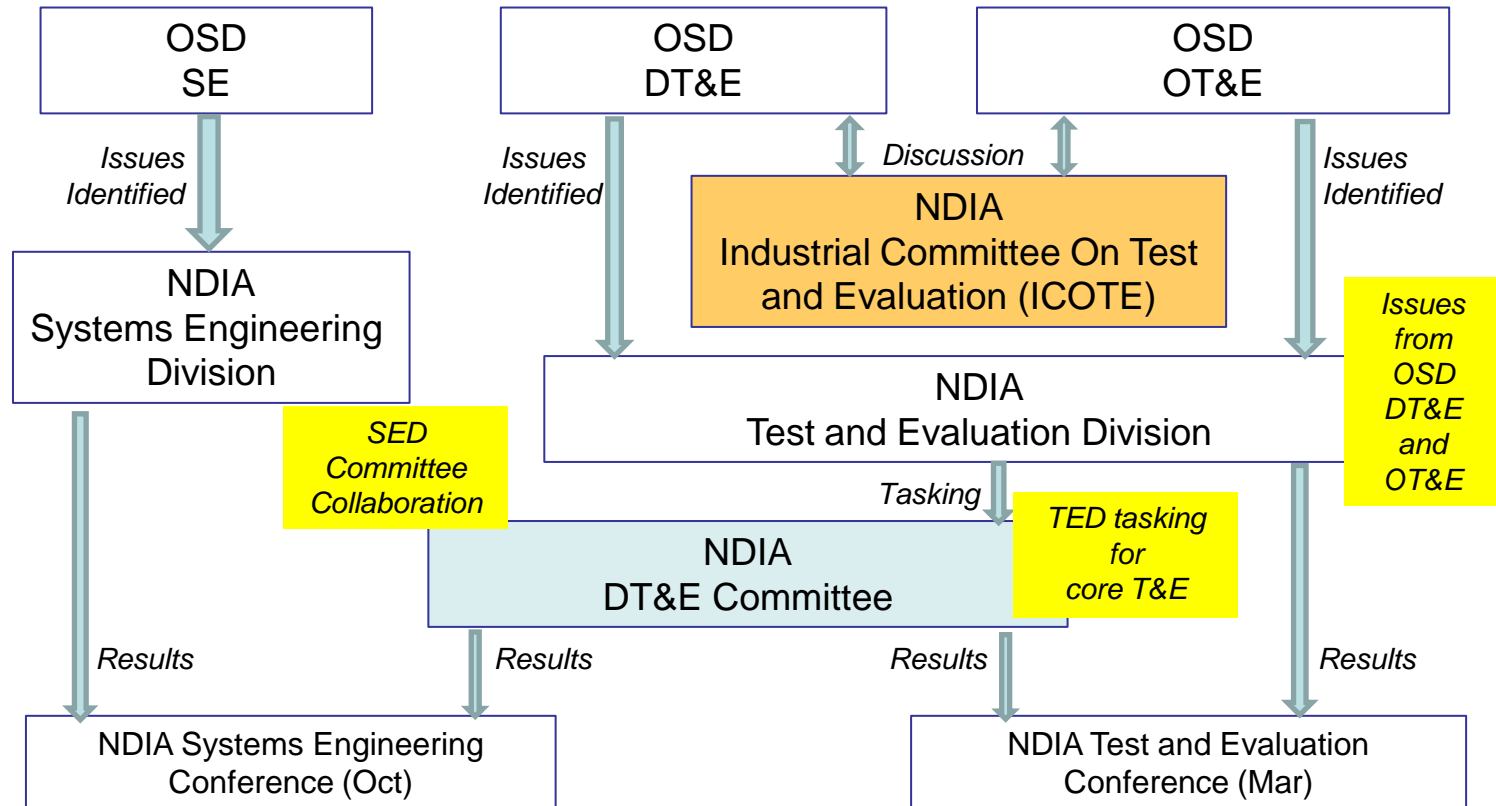 OSD
SE
OSD
DT&E
OSD
OT&E
Issues
Identified
Issues
Identified
Discussion
Issues
Identified
NDIA
Industrial Committee On Test
and Evaluation (ICOTE)
NDIA
Systems Engineering
Division
Issues
from
OSD
DT&E
and
OT&E
NDIA
Test and Evaluation Division
SED
Committee
Collaboration
Tasking
TED tasking
for
core T&E
NDIA
DT&E Committee
Results
Results
Results
Results
NDIA Systems Engineering
Conference (Oct)
NDIA Test and Evaluation
Conference (Mar)